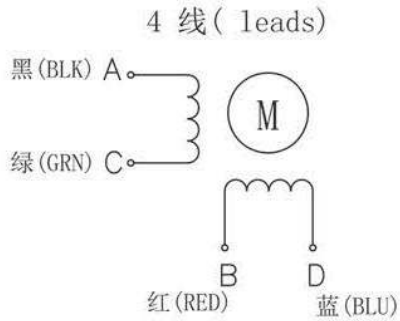 4 线( leads)
黑(BLK) A
M
绿(GRN) C
B D
红(RED) 蓝(BLU)